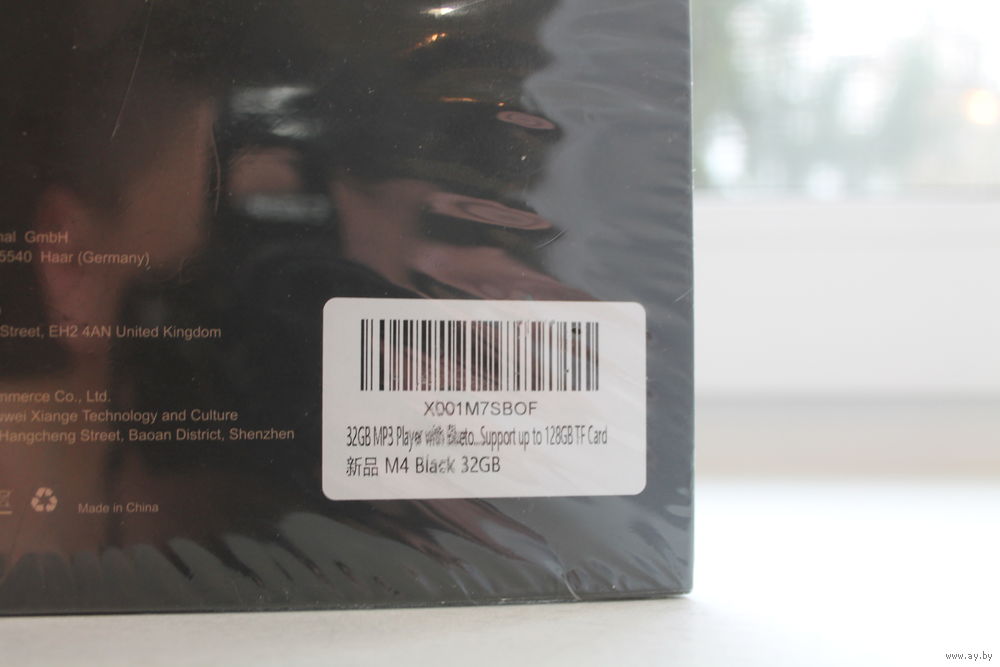 GmbH
5540 Haar (Germany)
Street, EH2 4AN United Kingdom
Co., Ltd.
Xiange Technology and Culture
Hangcheng Street, Baoan District, Shenzhen
Made in China
X001M7SBOF
32GB MP3 Player with Blueto...Support up to 128GB TF Card
新品 M4 Black 32GB
www.ay.by